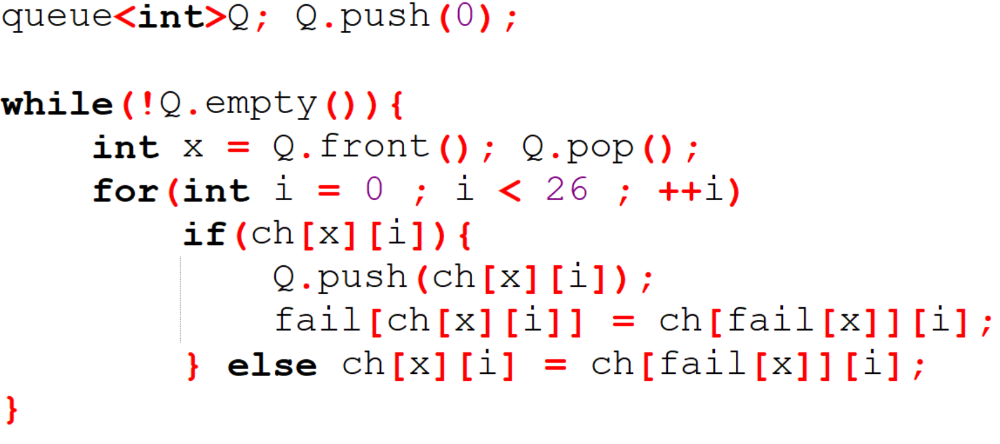 queue<int>Q; Q.push(0);
while(!Q.empty()){
int x = Q.front(); Q.pop();
for(int i = 0 ; i < 26 ; ++i)
if(ch[x][i]){
Q.push(ch[x][i]);
fail[ch[x][i]] = ch[fail[x]][i];
} else ch[x][i] = ch[fail[x]][i];
}